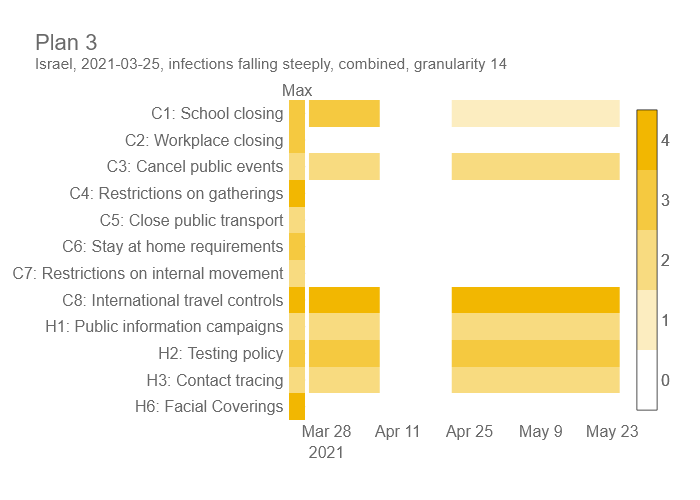 Plan 3
Israel, 2021-03-25, infections falling steeply, combined, granularity 14
Max
C1: School closing
C2: Workplace closing
C3: Cancel public events
C4: Restrictions on gatherings
C5: Close public transport
C6: Stay at home requirements
C7: Restrictions on internal movement
C8: International travel controls
H1: Public information campaigns
H2: Testing policy
H3: Contact tracing
H6: Facial Coverings
Mar 28 Apr 11 Apr 25 May 9 May 23
2021
4
3
2
1
0